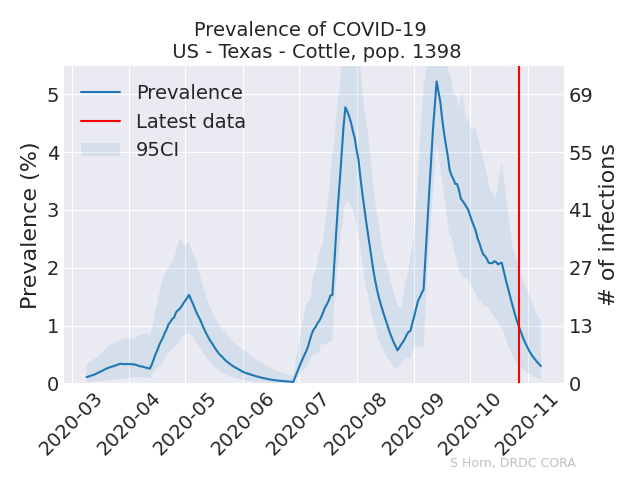 Prevalence of COVID-19
US - Texas - Cottle, pop. 1398
Prevalence
Latest data
95CI
Prevalence (%)
5
4
3
2
1
0
69
55
41
27
13
0
# of infections
2020-03
2020-04
2020-05
2020-06
2020-07
2020-08
2020-09
2020-10
2020-11
S Horn, DRDC CORA